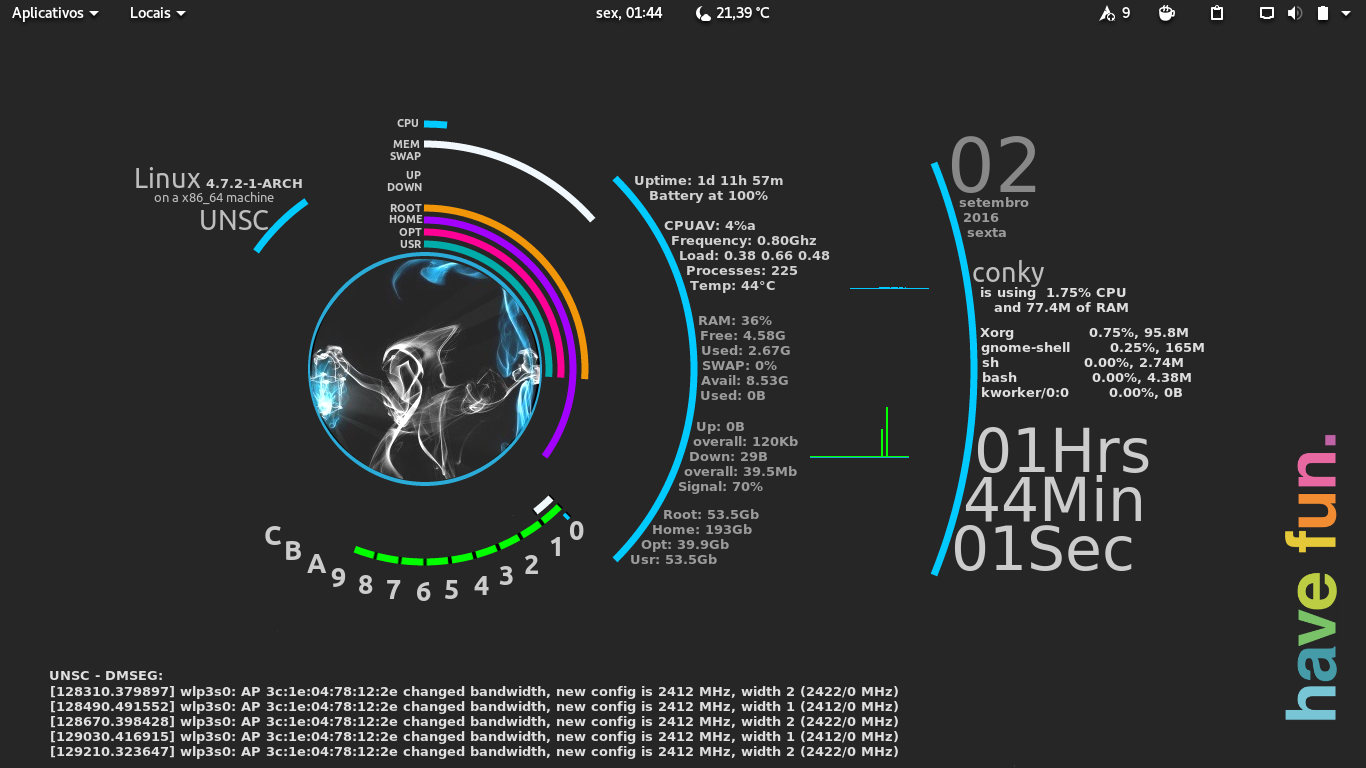 Aplicativos Locais sex, 01:44 21,39 °C 9
CPU
MEM
SWAP
UP
DOWN
ROOT
HOME
OPT
USR
Linux 4.7.2-1-ARCH
on a x86_64 machine
UNSC
0
1
2
3
4
5
6
7
8
9
A
B
C
Uptime: 1d 11h 57m
Battery at 100%
CPUAV: 4%a
Frequency: 0.80Ghz
Load: 0.38 0.66 0.48
Processes: 225
Temp: 44°C
RAM: 36%
Free: 4.58G
Used: 2.67G
SWAP: 0%
Avail: 8.53G
Used: 0B
Up: 0B
overall: 120Kb
Down: 29B
overall: 39.5Mb
Signal: 70%
Root: 53.5Gb
Home: 193Gb
Opt: 39.9Gb
Usr: 53.5Gb
02
setembro
2016
sexta
conky
is using 1.75% CPU
and 77.4M of RAM
Xorg 0.75%, 95.8M
gnome-shell 0.25%, 165M
sh 0.00%, 2.74M
bash 0.00%, 4.38M
kworker/0:0 0.00%, 0B
01Hrs
44Min
01Sec
have fun.
UNSC - DMSEG:
[128310.379897] wlp3s0: AP 3c:1e:04:78:12:2e changed bandwidth, new config is 2412 MHz, width 2 (2422/0 MHz)
[128490.491552] wlp3s0: AP 3c:1e:04:78:12:2e changed bandwidth, new config is 2412 MHz, width 1 (2412/0 MHz)
[128670.398428] wlp3s0: AP 3c:1e:04:78:12:2e changed bandwidth, new config is 2412 MHz, width 2 (2422/0 MHz)
[129030.416915] wlp3s0: AP 3c:1e:04:78:12:2e changed bandwidth, new config is 2412 MHz, width 1 (2412/0 MHz)
[129210.323647] wlp3s0: AP 3c:1e:04:78:12:2e changed bandwidth, new config is 2412 MHz, width 2 (2422/0 MHz)